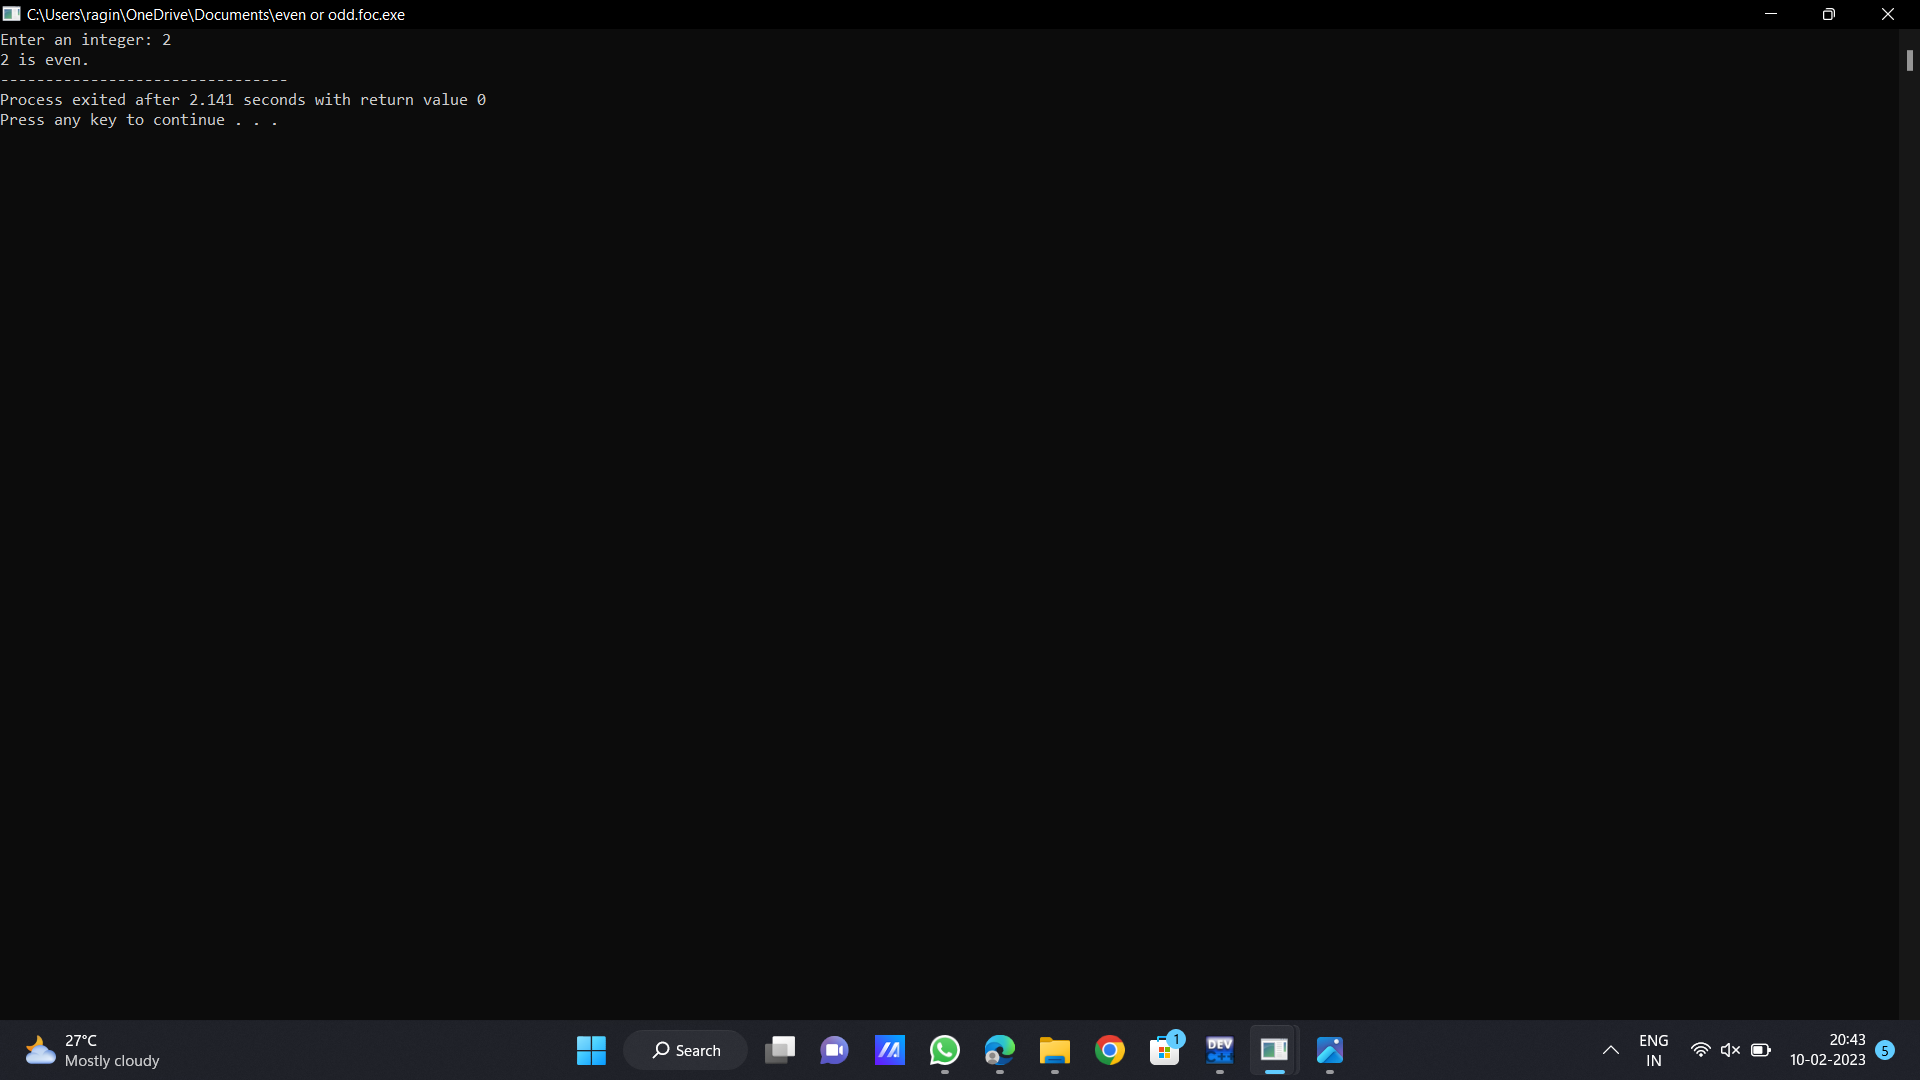 C:\Users\ragin\OneDrive\Documents\even or odd.foc.exe
Enter an integer: 2
2 is even.
--------------------------------
Process exited after 2.141 seconds with return value 0
Press any key to continue . . .
27°C
Mostly cloudy
Search
1
DEV
C++
ENG
IN
20:43
10-02-2023
5